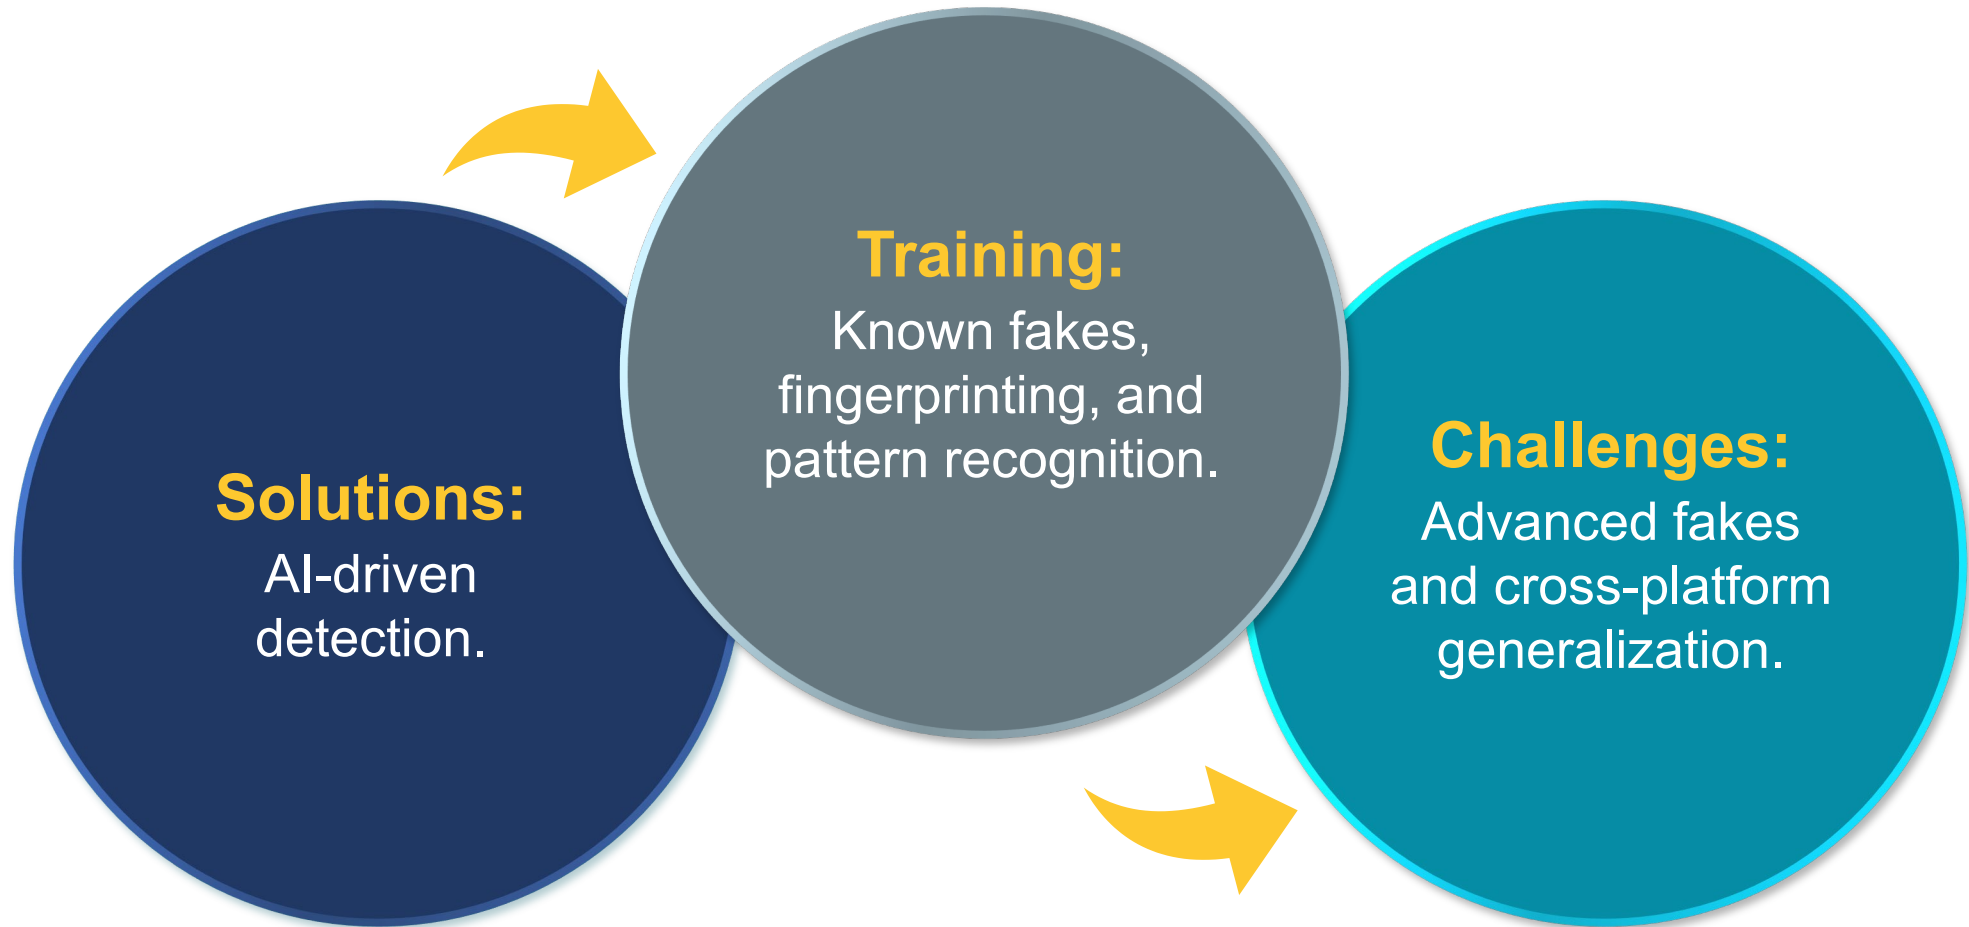 Solutions:
AI-driven
detection.
Training:
Known fakes,
fingerprinting, and
pattern recognition.
Challenges:
Advanced fakes
and cross-platform
generalization.